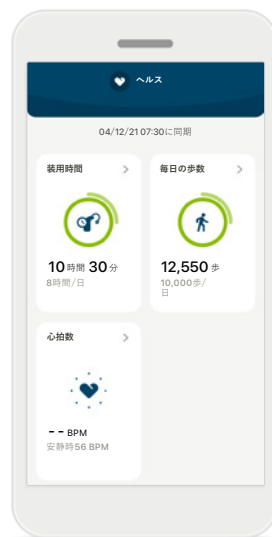 ヘルス
04/12/21 07:30に同期
装用時間
毎日の歩数
10時間 30分
8時間/日
12,550 歩
10,000歩/
日
心拍数
-- BPM
安静時56 BPM